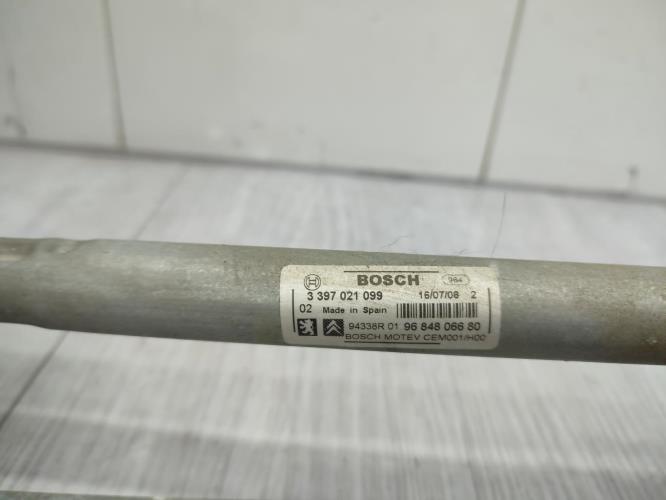 BOSCH 964
3 397 021 099 16/07/08 2
02 Made in Spain
94338R 01 96 848 066 80
BOSCH MOTEV CEM001/H00